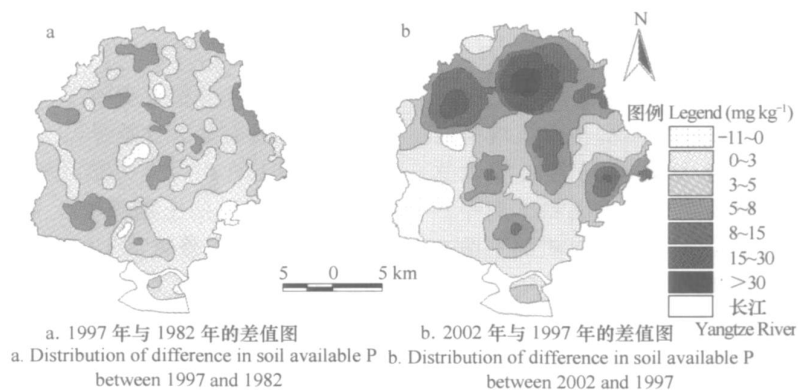 a
b
N
图例 Legend (mg kg⁻¹)
-11~0
0~3
3~5
5~8
8~15
15~30
>30
长江
Yangtze River
5 0 5 km
a. 1997 年与 1982 年的差值图
a. Distribution of difference in soil available P
between 1997 and 1982
b. 2002 年与 1997 年的差值图
b. Distribution of difference in soil available P
between 2002 and 1997